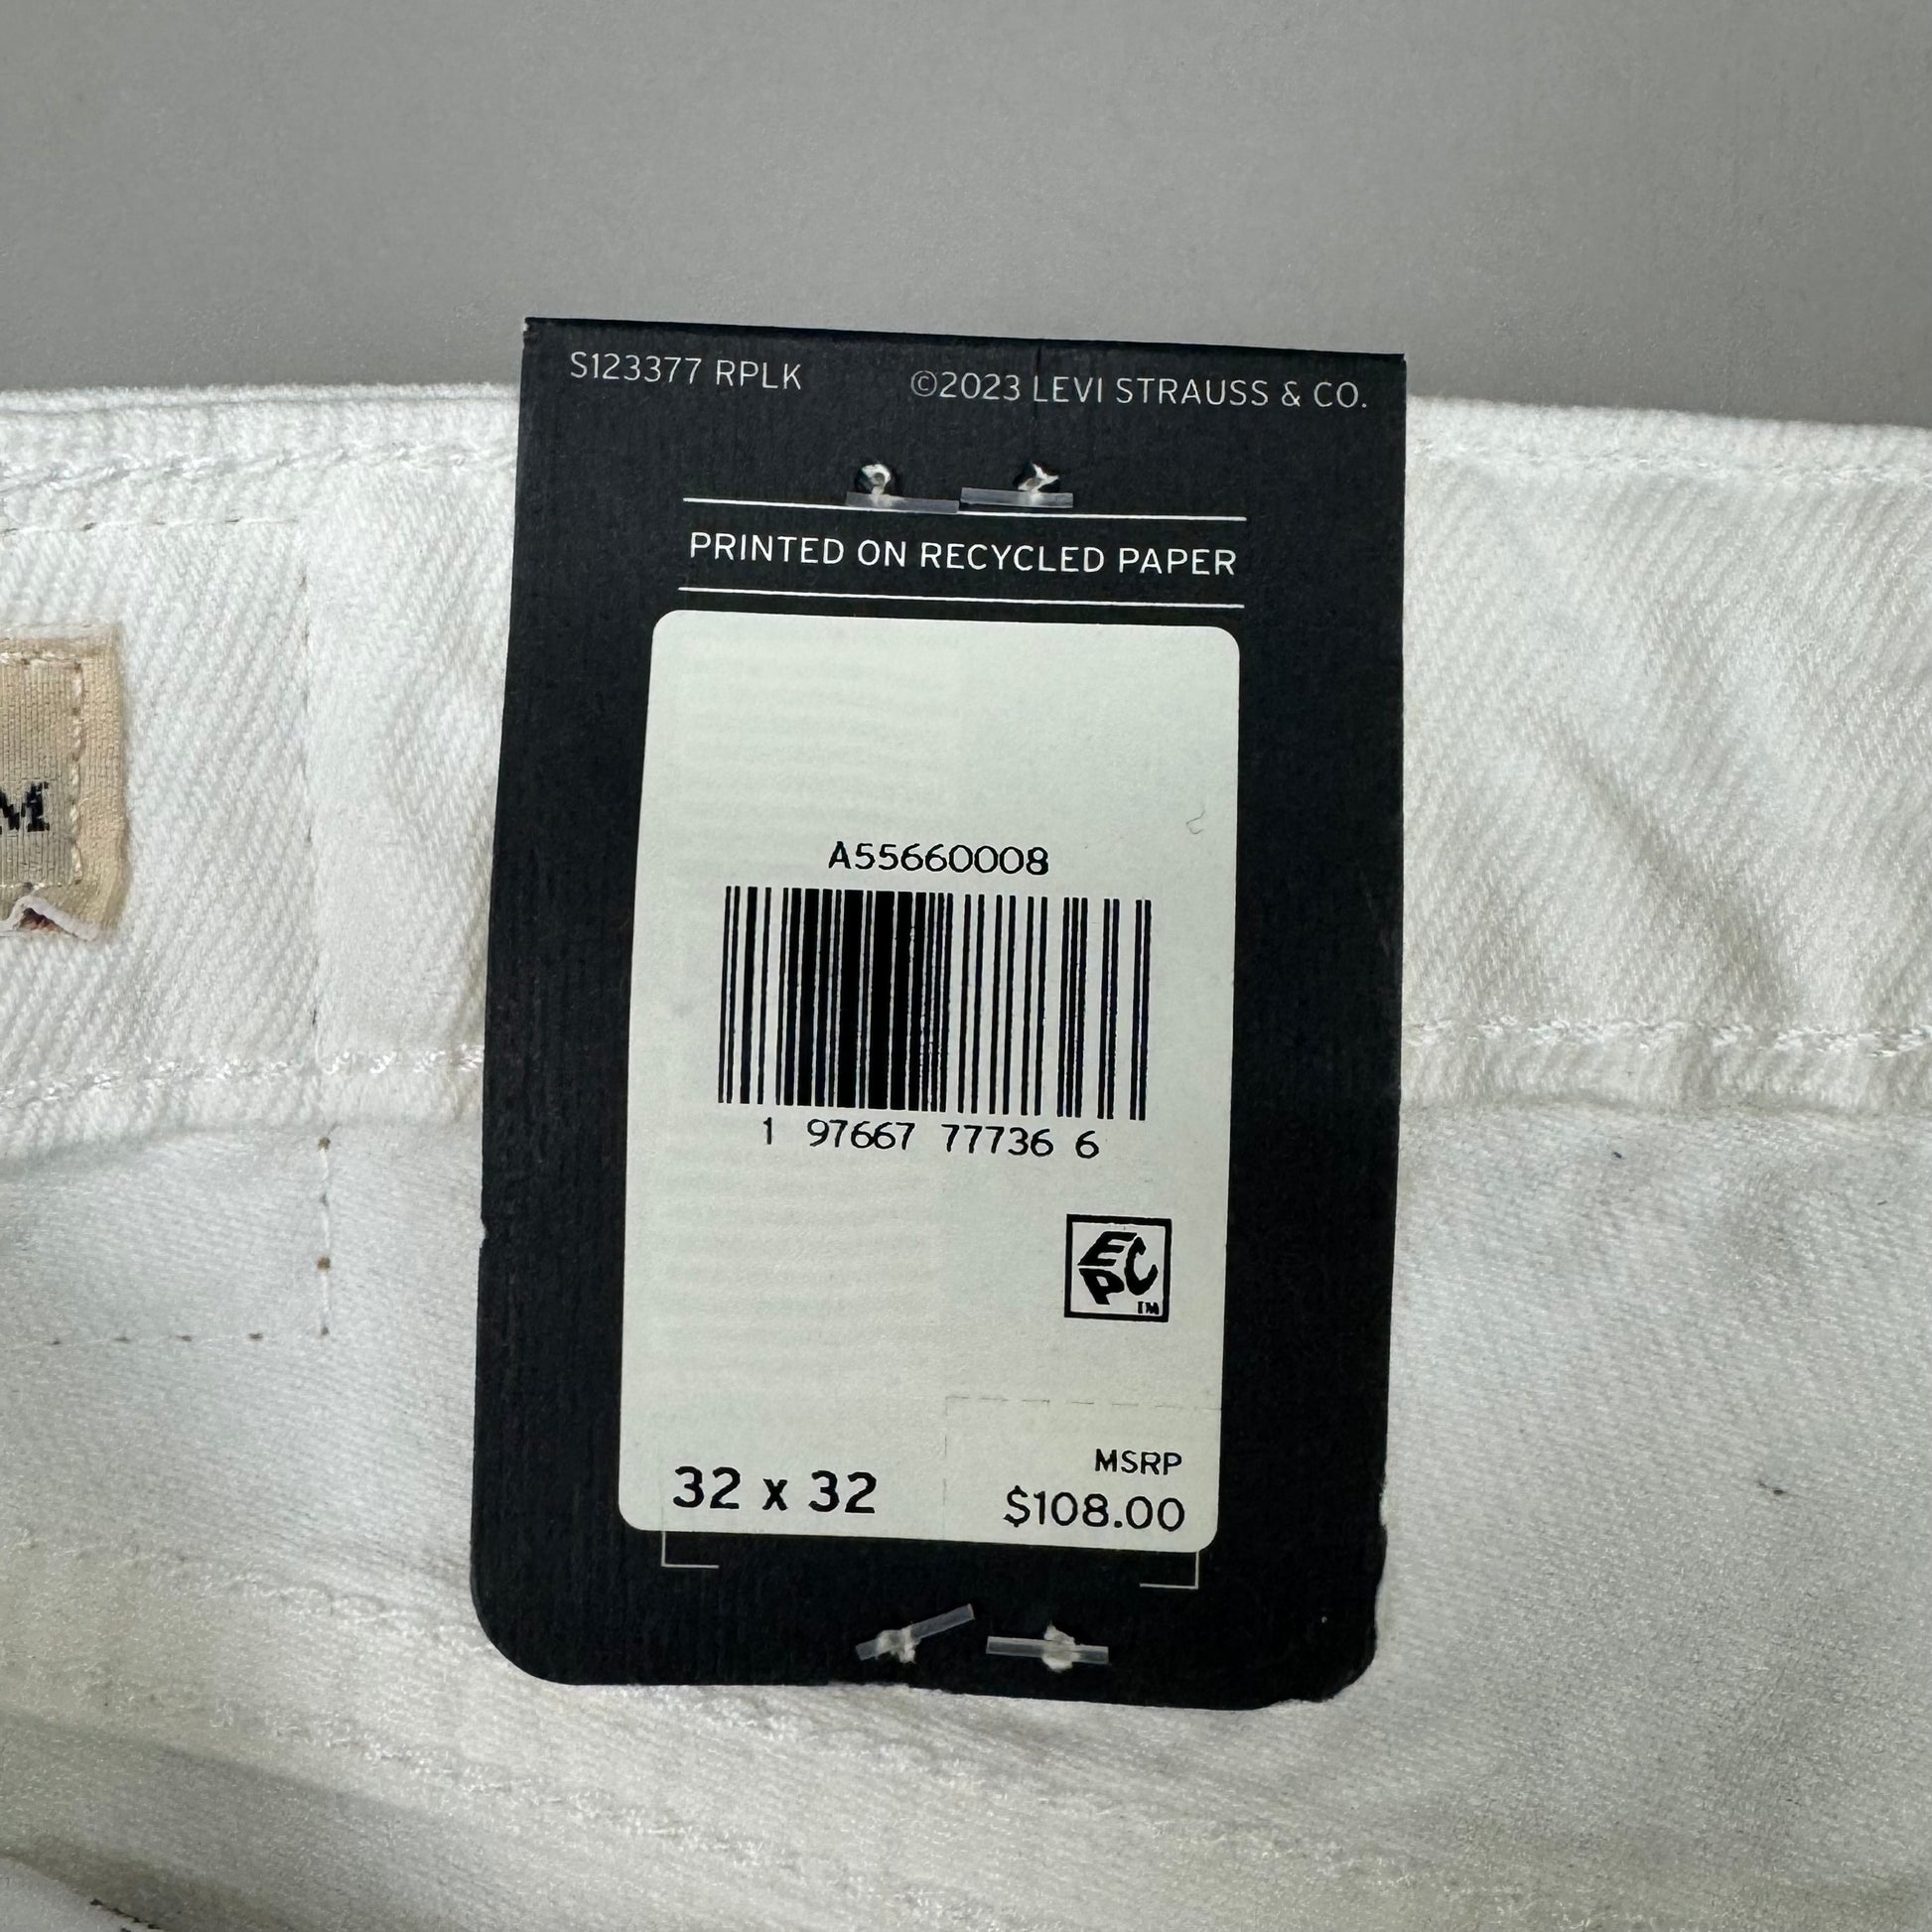 S123377 RPLK ©2023 LEVI STRAUSS & CO.
PRINTED ON RECYCLED PAPER
M
A55660008
1 97667 77736 6
EPC™
MSRP
32 x 32 $108.00